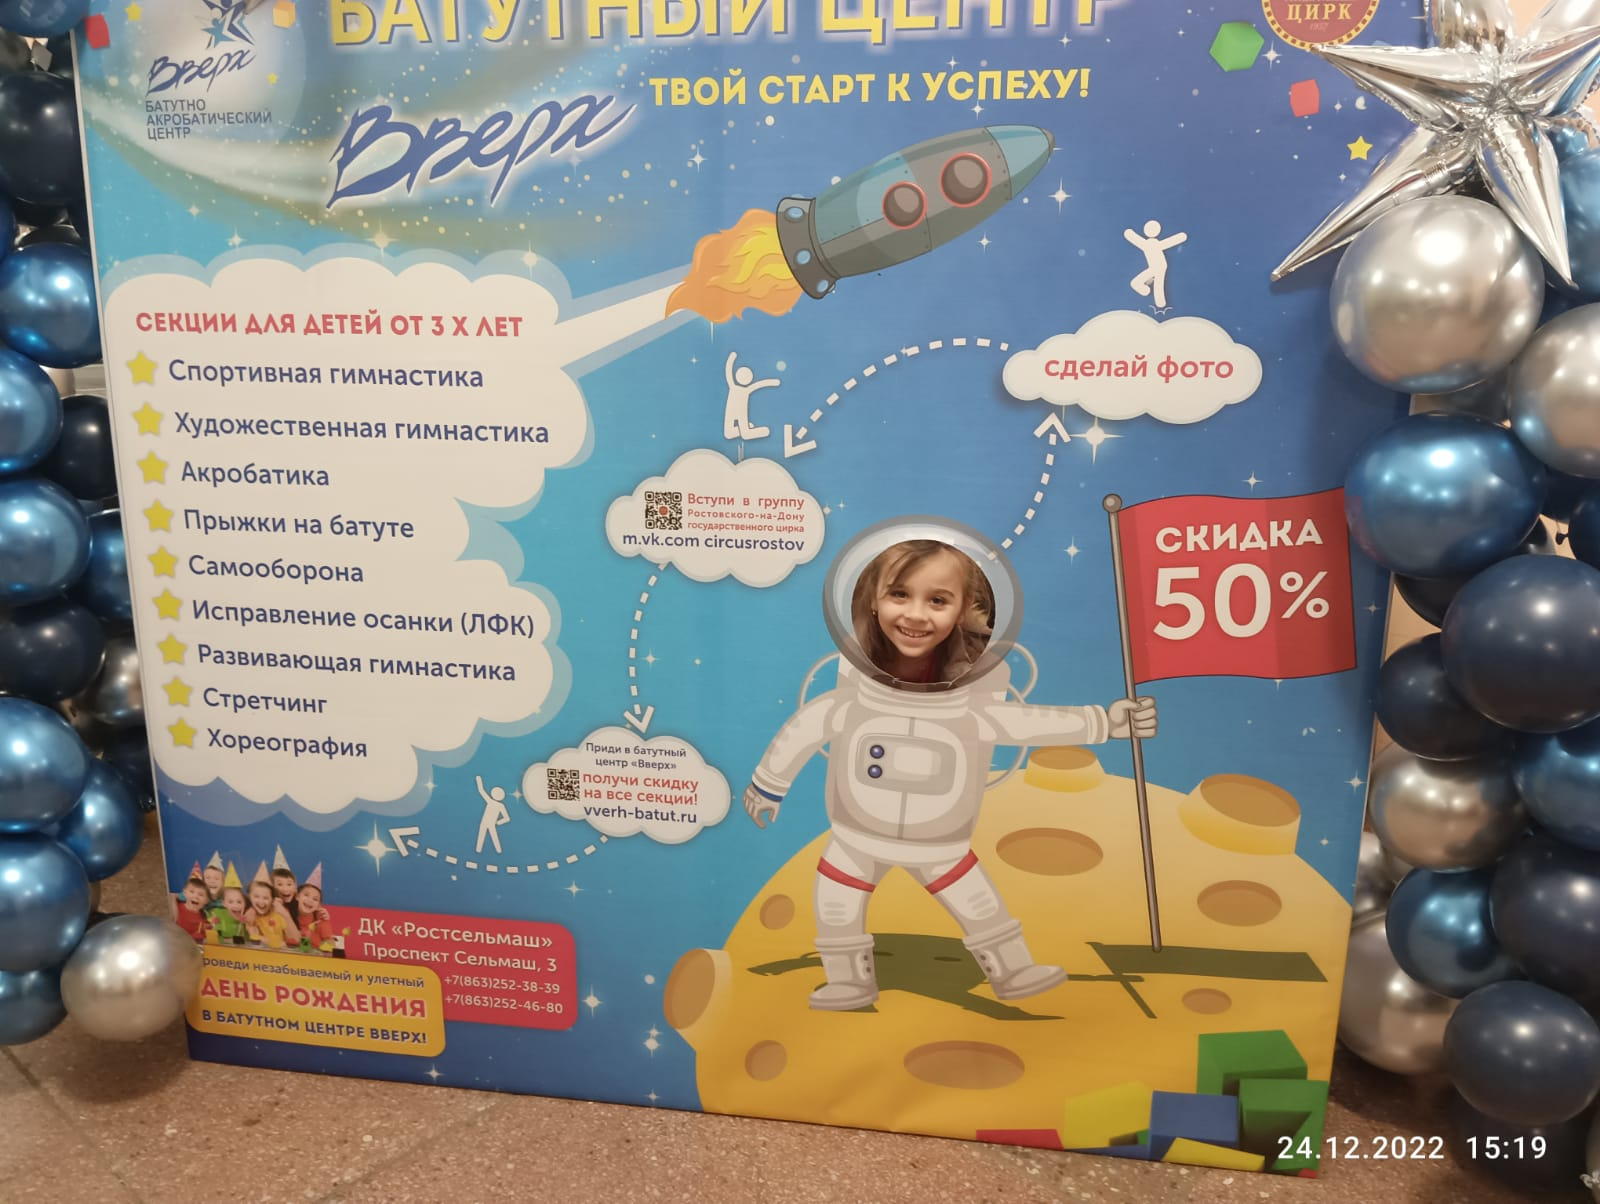 БАТУТНЫЙ ЦЕНТР
Вверх
ТВОЙ СТАРТ К УСПЕХУ!
Вверх
БАТУТНО
АКРОБАТИЧЕСКИЙ
ЦЕНТР
ЦИРК
1957
СЕКЦИИ ДЛЯ ДЕТЕЙ ОТ 3 Х ЛЕТ
Спортивная гимнастика
Художественная гимнастика
Акробатика
Прыжки на батуте
Самооборона
Исправление осанки (ЛФК)
Развивающая гимнастика
Стретчинг
Хореография
сделай фото
Вступи в группу
Ростовского-на-Дону
государственного цирка
m.vk.com circusrostov
СКИДКА
50%
Приди в батутный
центр «Вверх»
получи скидку
на все секции!
vverh-batut.ru
ДК «Ростсельмаш»
Проспект Сельмаш, 3
+7(863)252-38-39
+7(863)252-46-80
роведи незабываемый и улетный
ДЕНЬ РОЖДЕНИЯ
В БАТУТНОМ ЦЕНТРЕ ВВЕРХ!
24.12.2022 15:19